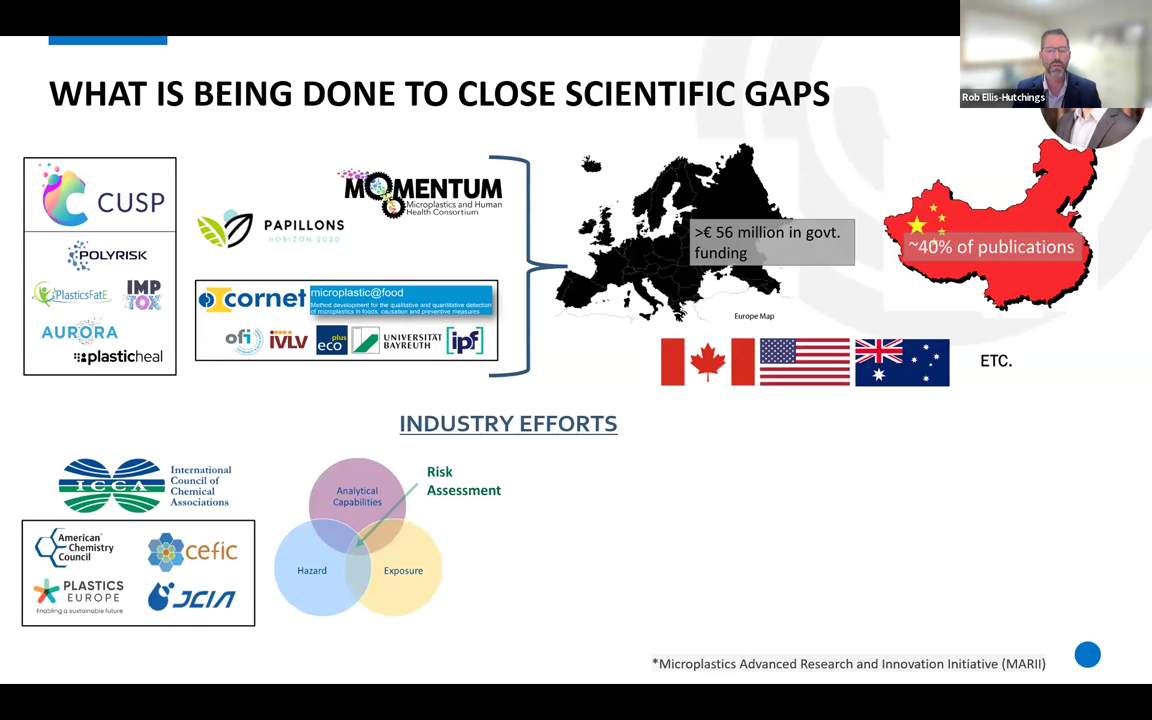 Rob Ellis-Hutchings
WHAT IS BEING DONE TO CLOSE SCIENTIFIC GAPS
CUSP
POLYRISK
PlasticsFatE
IMP
TOX
AURORA
plasticheal
PAPILLONS
HORIZON 2020
MOMENTUM
Microplastics and Human
Health Consortium
cornet
microplastic@food
Method development for the qualitative and quantitative detection
of microplastics in foods, causation and preventive measures
ofi
IVLV
eco
plus
UNIVERSITÄT
BAYREUTH
[ipf]
>€ 56 million in govt.
funding
Europe Map
~40% of publications
ETC.
INDUSTRY EFFORTS
ICCA
International
Council of
Chemical
Associations
American
Chemistry
Council
cefic
PLASTICS
EUROPE
Enabling a sustainable future
JCIA
Analytical
Capabilities
Hazard
Exposure
Risk
Assessment
*Microplastics Advanced Research and Innovation Initiative (MARII)